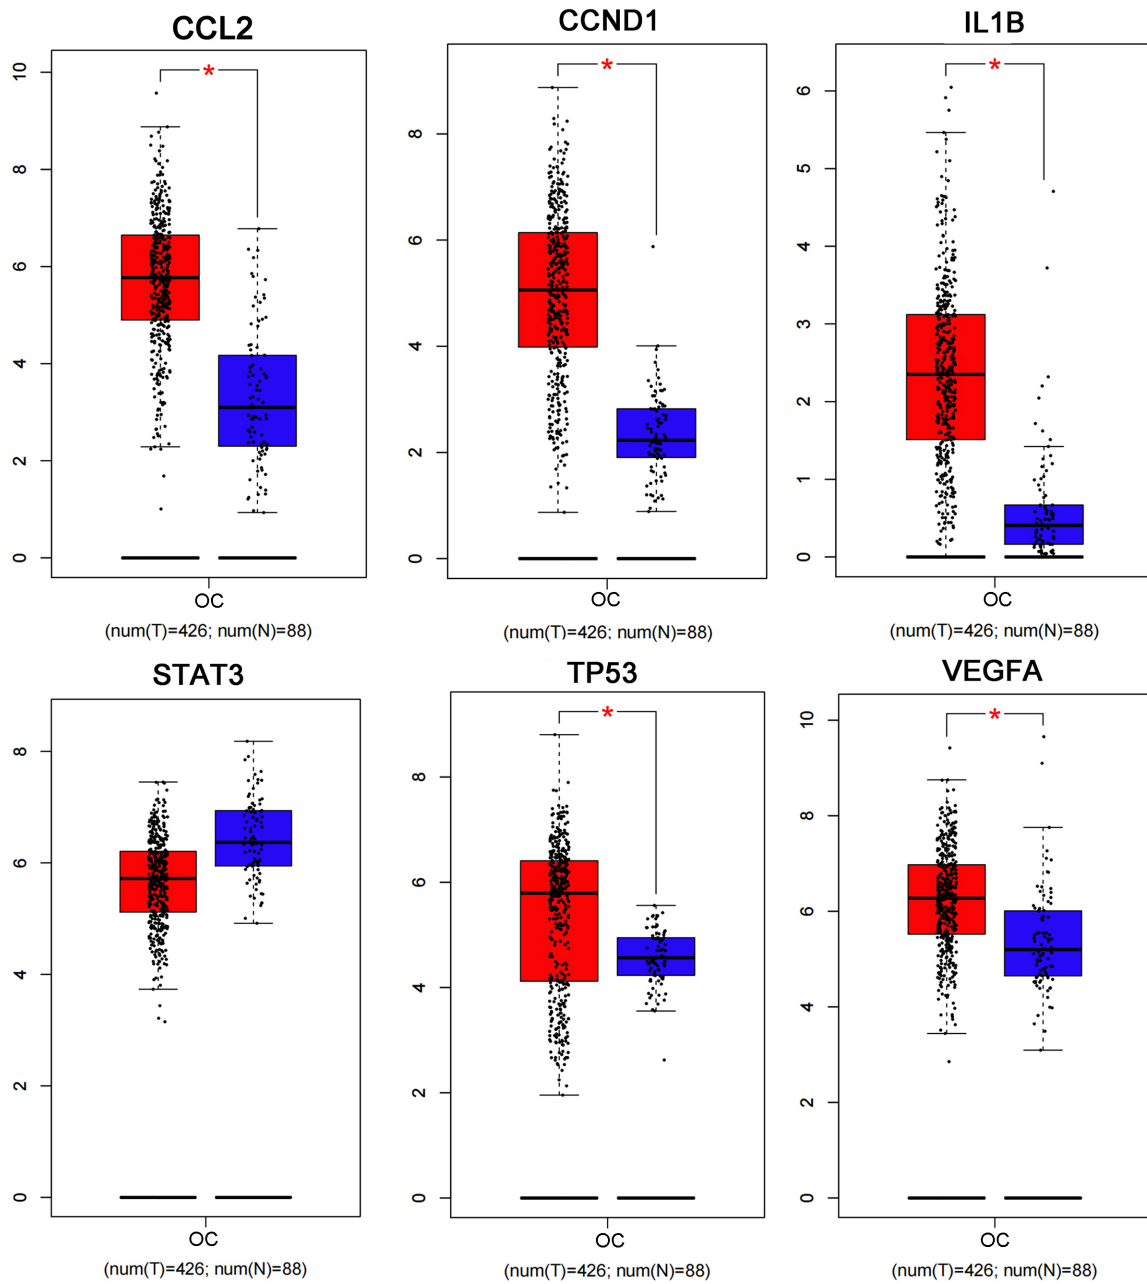 CCL2
CCND1
IL1B
10
8
6
4
2
0
*
OC
(num(T)=426; num(N)=88)
8
6
4
2
0
*
OC
(num(T)=426; num(N)=88)
6
5
4
3
2
1
0
*
OC
(num(T)=426; num(N)=88)
STAT3
TP53
VEGFA
8
6
4
2
0
OC
(num(T)=426; num(N)=88)
8
6
4
2
0
*
OC
(num(T)=426; num(N)=88)
10
8
6
4
2
0
*
OC
(num(T)=426; num(N)=88)